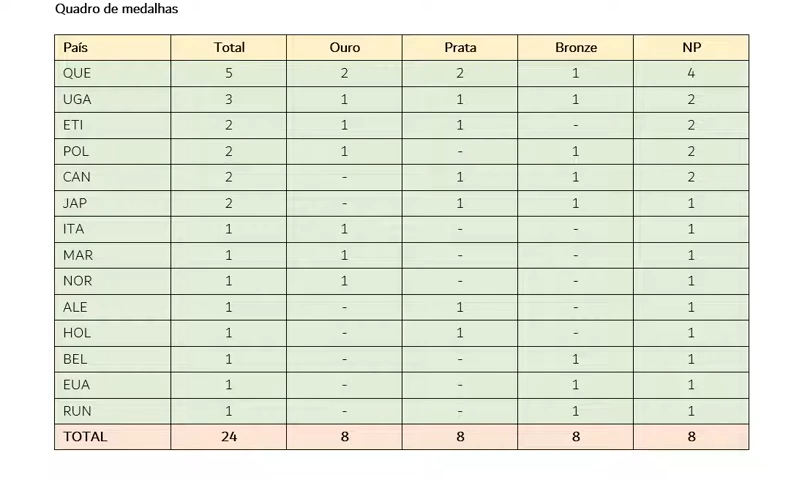 Quadro de medalhas
País Total Ouro Prata Bronze NP
QUE 5 2 2 1 4
UGA 3 1 1 1 2
ETI 2 1 1 - 2
POL 2 1 - 1 2
CAN 2 - 1 1 2
JAP 2 - 1 1 1
ITA 1 1 - - 1
MAR 1 1 - - 1
NOR 1 1 - - 1
ALE 1 - 1 - 1
HOL 1 - 1 - 1
BEL 1 - - 1 1
EUA 1 - - 1 1
RUN 1 - - 1 1
TOTAL 24 8 8 8 8